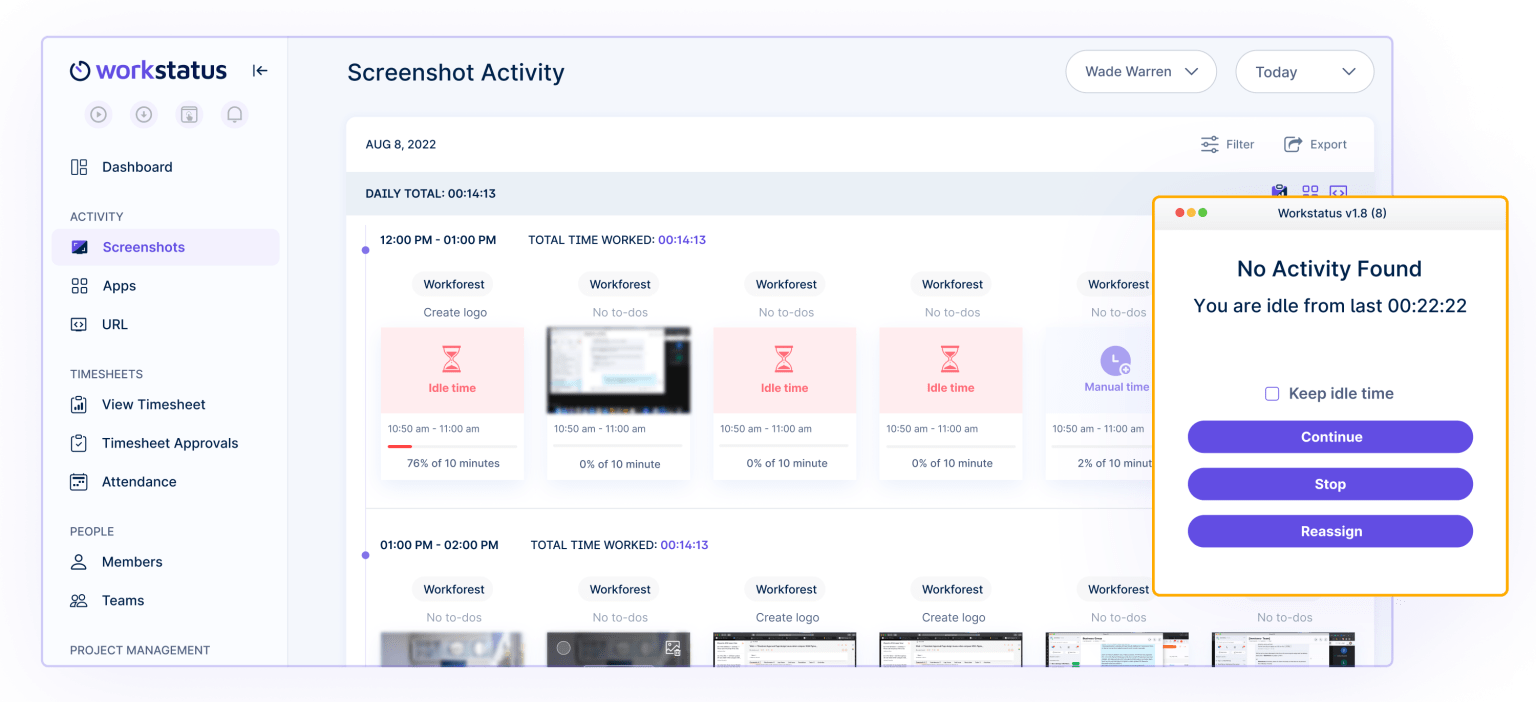 workstatus
Dashboard
ACTIVITY
Screenshots
Apps
URL
TIMESHEETS
View Timesheet
Timesheet Approvals
Attendance
PEOPLE
Members
Teams
PROJECT MANAGEMENT
Screenshot Activity
Wade Warren
Today
AUG 8, 2022
Filter
Export
DAILY TOTAL: 00:14:13
12:00 PM - 01:00 PM TOTAL TIME WORKED: 00:14:13
Workforest Workforest Workforest Workforest Workforest
Create logo No to-dos No to-dos No to-dos No to-dos
Idle time Idle time Idle time Manual time
10:50 am - 11:00 am 10:50 am - 11:00 am 10:50 am - 11:00 am 10:50 am - 11:00 am 10:50 am - 11:00 am
76% of 10 minutes 0% of 10 minute 0% of 10 minute 0% of 10 minute 2% of 10 minut
01:00 PM - 02:00 PM TOTAL TIME WORKED: 00:14:13
Workforest Workforest Workforest Workforest Workforest
No to-dos No to-dos Create logo Create logo No to-dos No to-dos
Workstatus v1.8 (8)
No Activity Found
You are idle from last 00:22:22
Keep idle time
Continue
Stop
Reassign